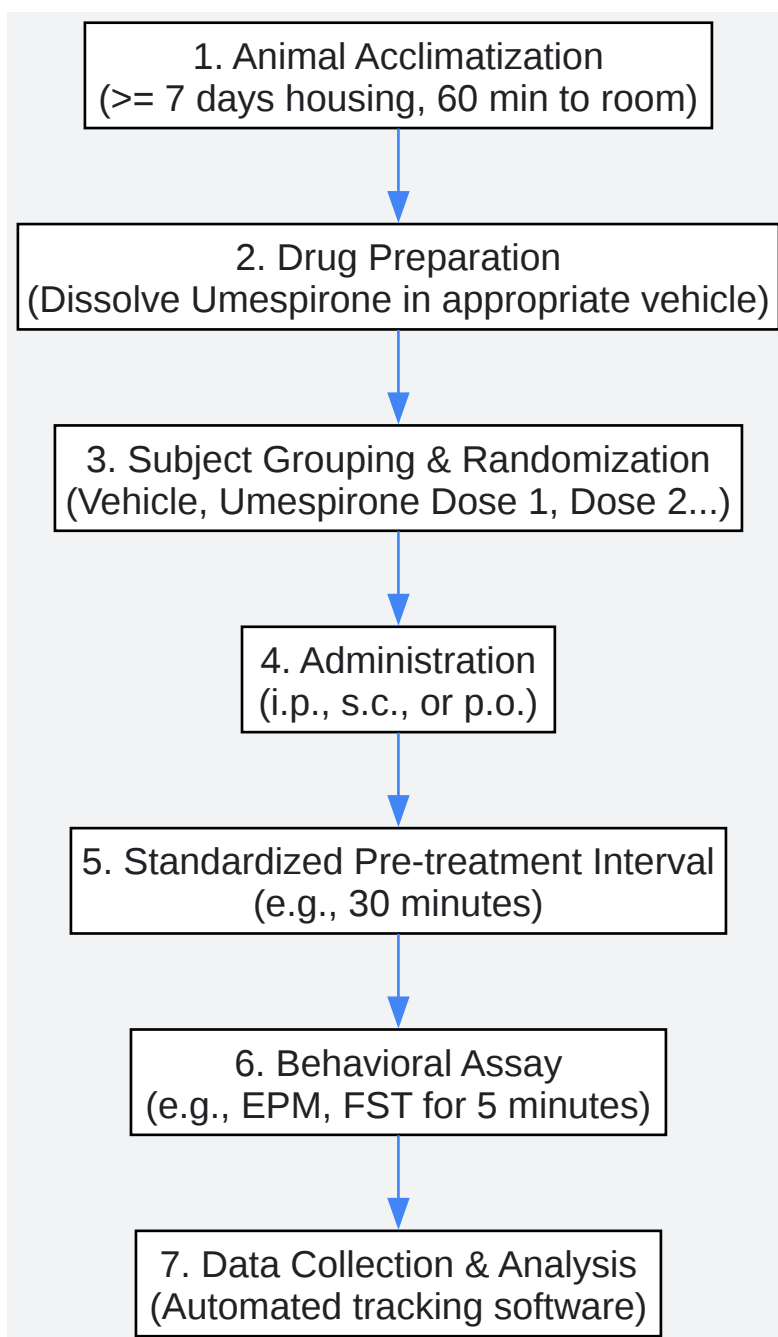 1. Animal Acclimatization
(>= 7 days housing, 60 min to room)
2. Drug Preparation
(Dissolve Umespirone in appropriate vehicle)
3. Subject Grouping & Randomization
(Vehicle, Umespirone Dose 1, Dose 2...)
4. Administration
(i.p., s.c., or p.o.)
5. Standardized Pre-treatment Interval
(e.g., 30 minutes)
6. Behavioral Assay
(e.g., EPM, FST for 5 minutes)
7. Data Collection & Analysis
(Automated tracking software)